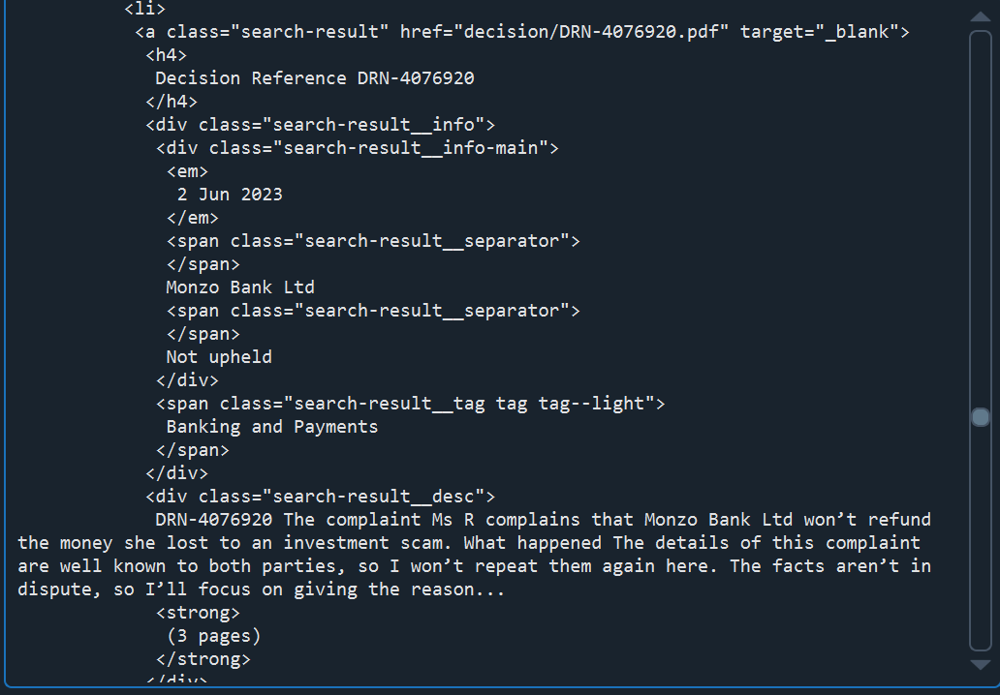 <li>
<a class="search-result" href="decision/DRN-4076920.pdf" target="_blank">
<h4>
Decision Reference DRN-4076920
</h4>
<div class="search-result__info">
<div class="search-result__info-main">
<em>
2 Jun 2023
</em>
<span class="search-result__separator">
</span>
Monzo Bank Ltd
<span class="search-result__separator">
</span>
Not upheld
</div>
<span class="search-result__tag tag tag--light">
Banking and Payments
</span>
</div>
<div class="search-result__desc">
DRN-4076920 The complaint Ms R complains that Monzo Bank Ltd won’t refund
the money she lost to an investment scam. What happened The details of this complaint
are well known to both parties, so I won’t repeat them again here. The facts aren’t in
dispute, so I’ll focus on giving the reason...
<strong>
(3 pages)
</strong>
</div>